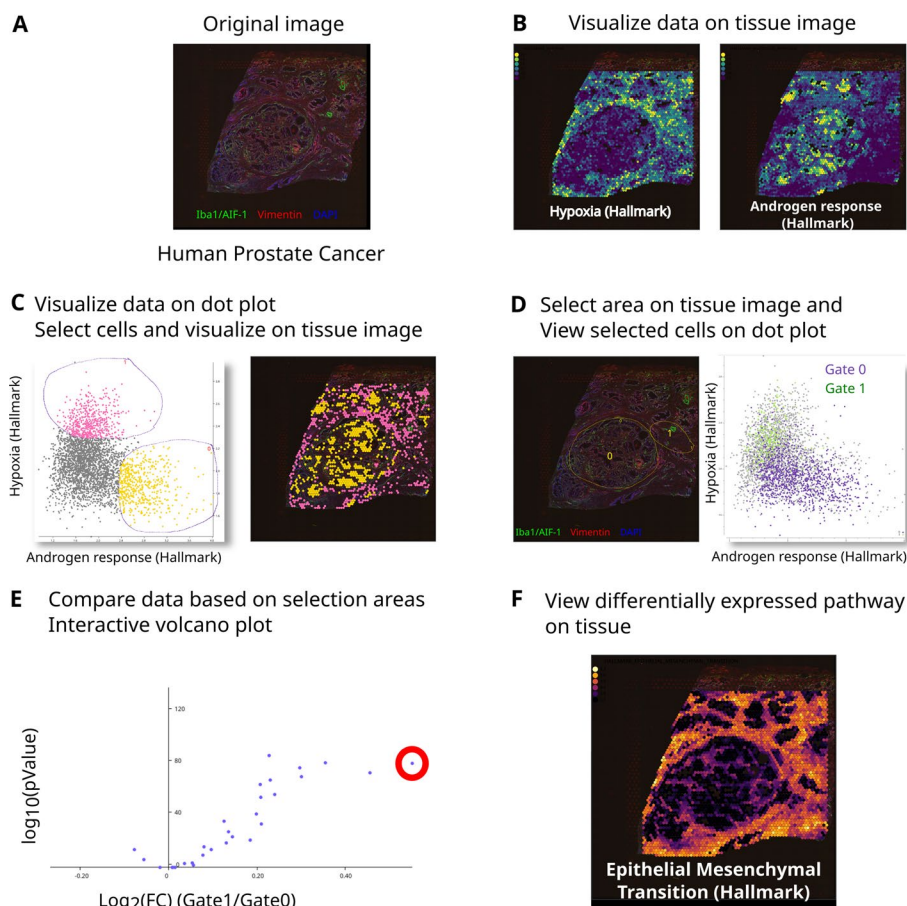 A
Original image
Iba1/AIF-1 Vimentin DAPI
Human Prostate Cancer
B
Visualize data on tissue image
Hypoxia (Hallmark)
Androgen response
(Hallmark)
C
Visualize data on dot plot
Select cells and visualize on tissue image
Hypoxia (Hallmark)
Androgen response (Hallmark)
D
Select area on tissue image and
View selected cells on dot plot
0
1
Iba1/AIF-1 Vimentin DAPI
Gate 0
Gate 1
Hypoxia (Hallmark)
Androgen response (Hallmark)
E
Compare data based on selection areas
Interactive volcano plot
log10(pValue)
120
80
40
0
-0.20
0
0.20
0.40
Log2(FC) (Gate1/Gate0)
F
View differentially expressed pathway
on tissue
Epithelial Mesenchymal
Transition (Hallmark)